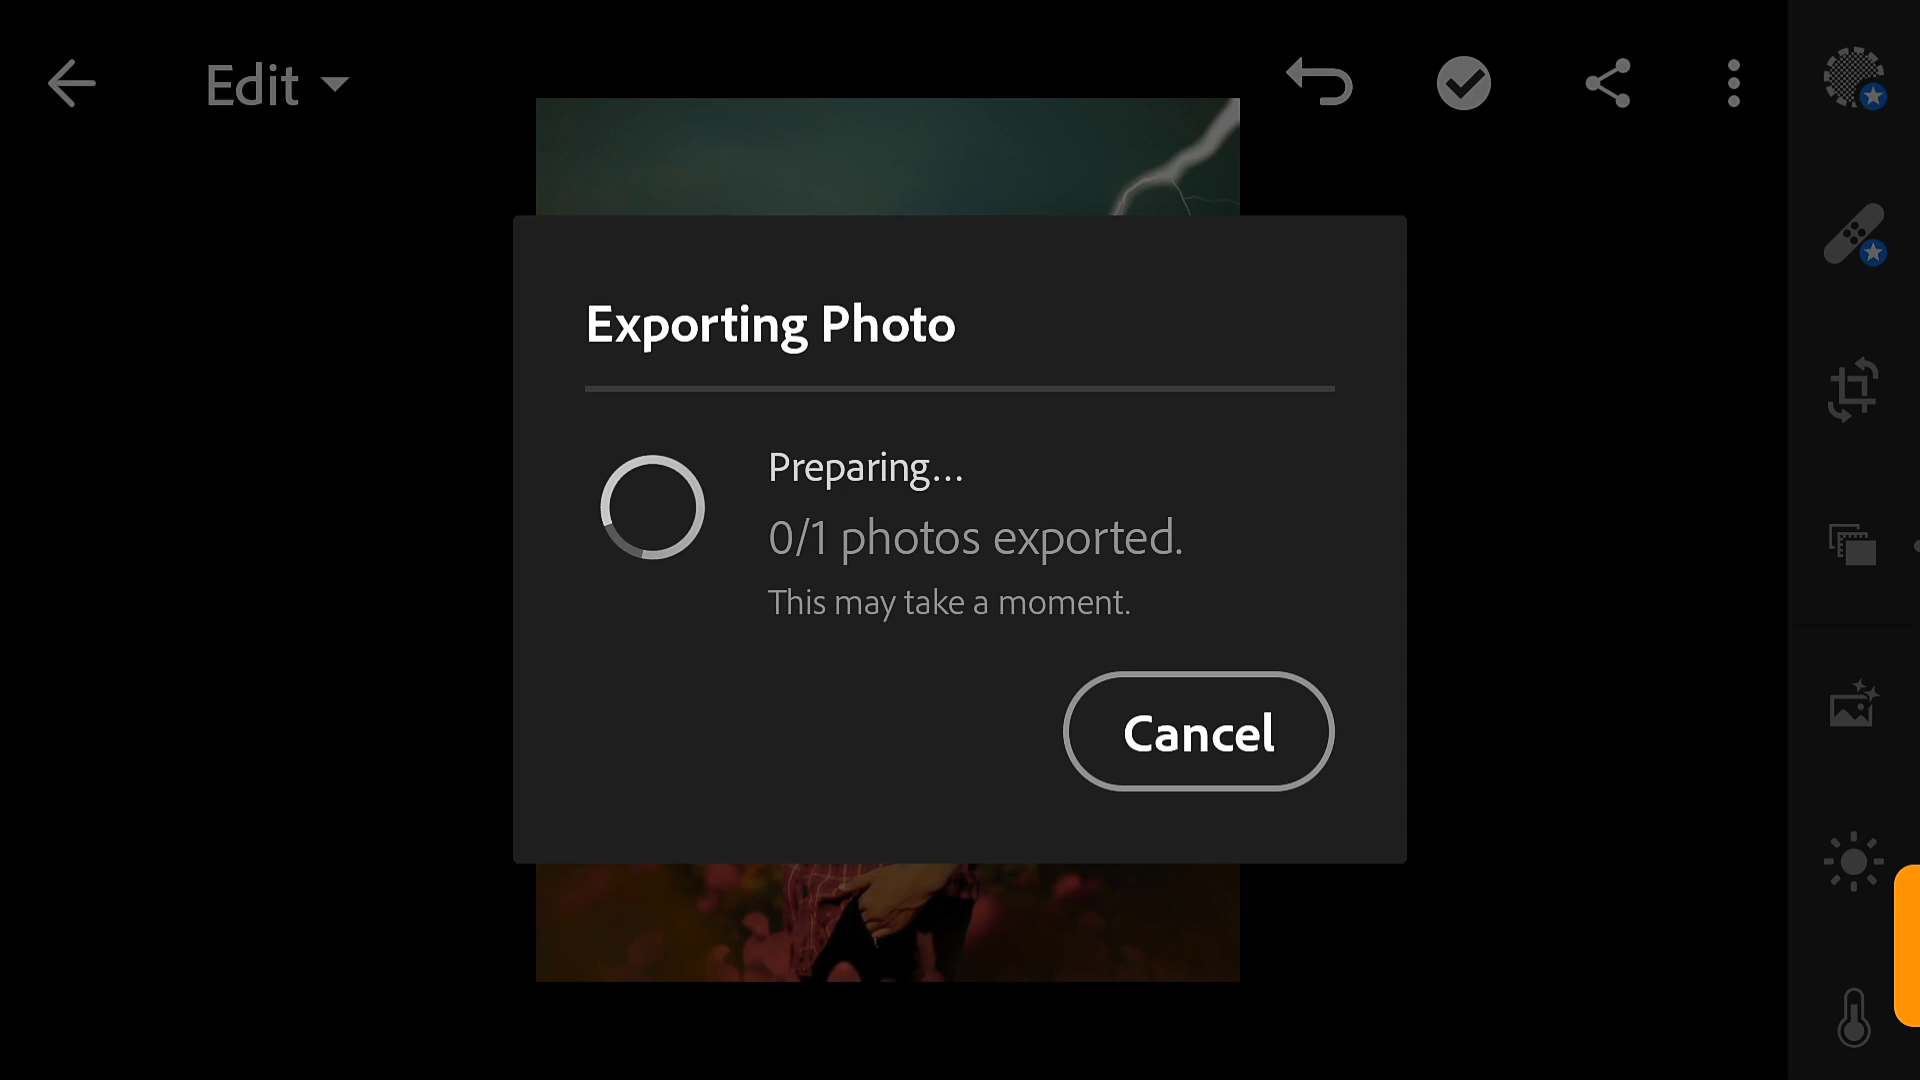 Edit
Exporting Photo
Preparing...
0/1 photos exported.
This may take a moment.
Cancel